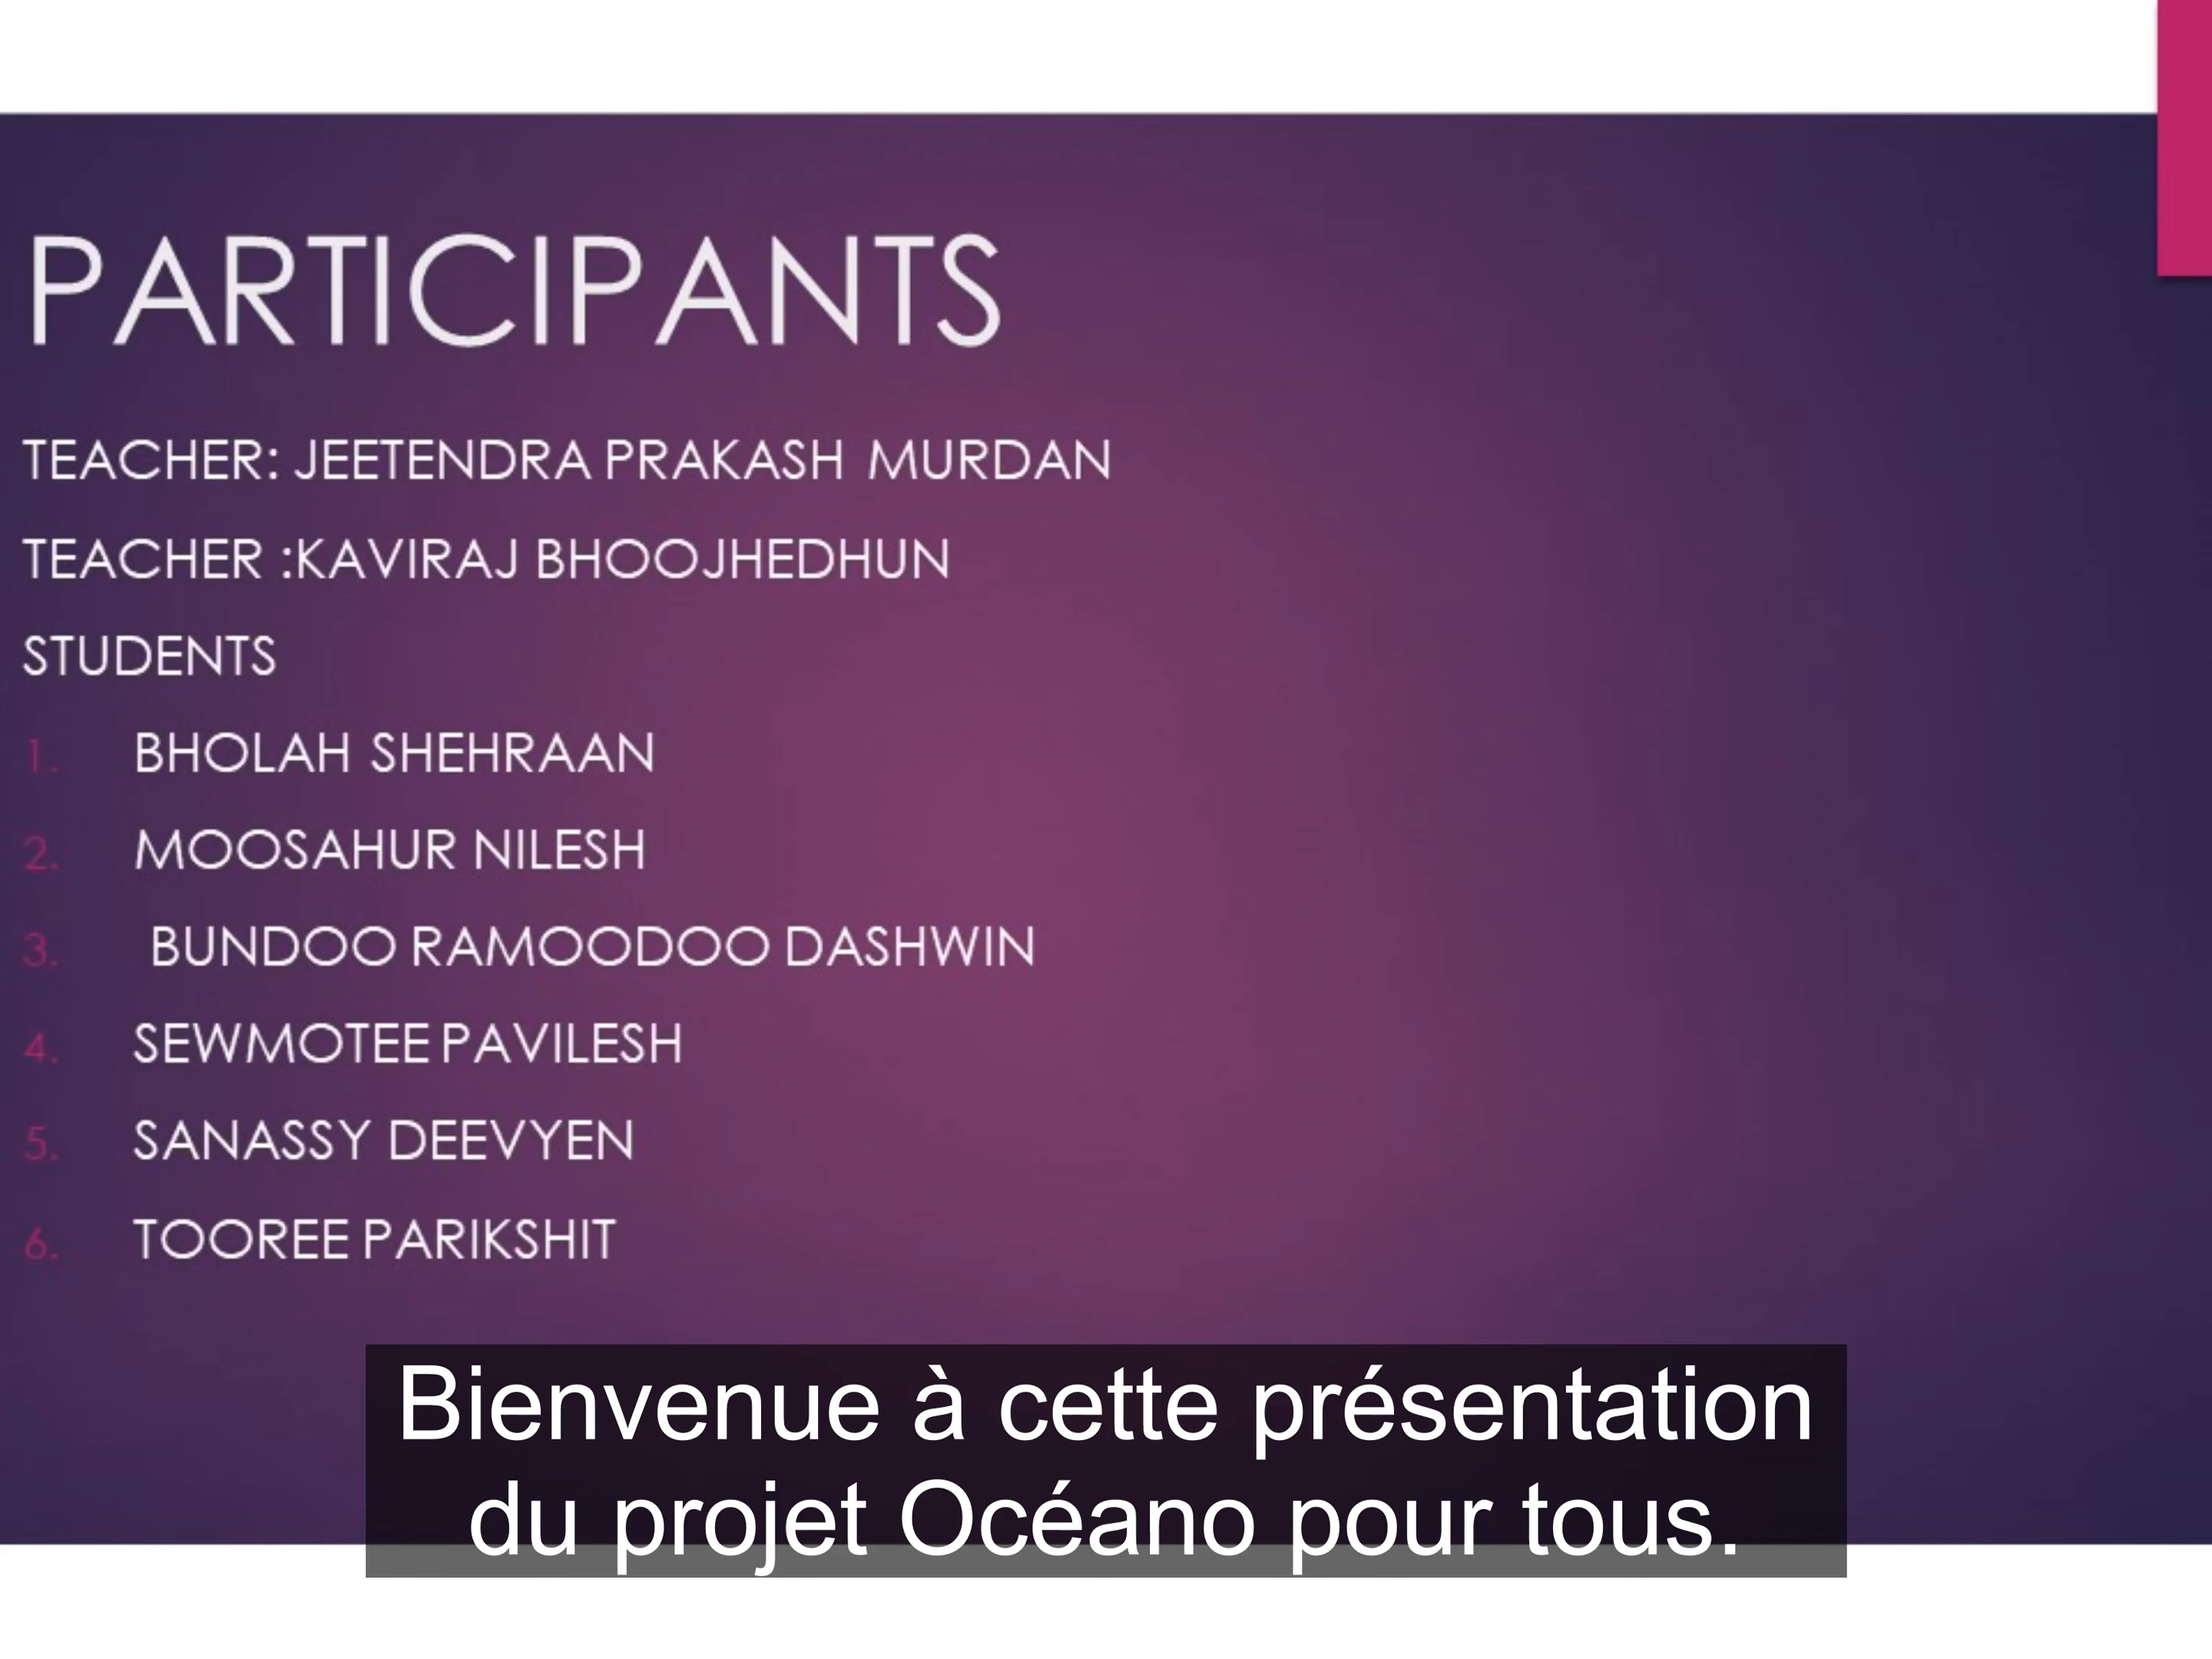 PARTICIPANTS
TEACHER: JEETENDRA PRAKASH MURDAN
TEACHER :KAVIRAJ BHOOJHEDHUN
STUDENTS
1. BHOLAH SHEHRAAN
2. MOOSAHUR NILESH
3. BUNDOO RAMOODOO DASHWIN
4. SEWMOTEE PAVILESH
5. SANASSY DEEVYEN
6. TOOREE PARIKSHIT
Bienvenue à cette présentation
du projet Océano pour tous.